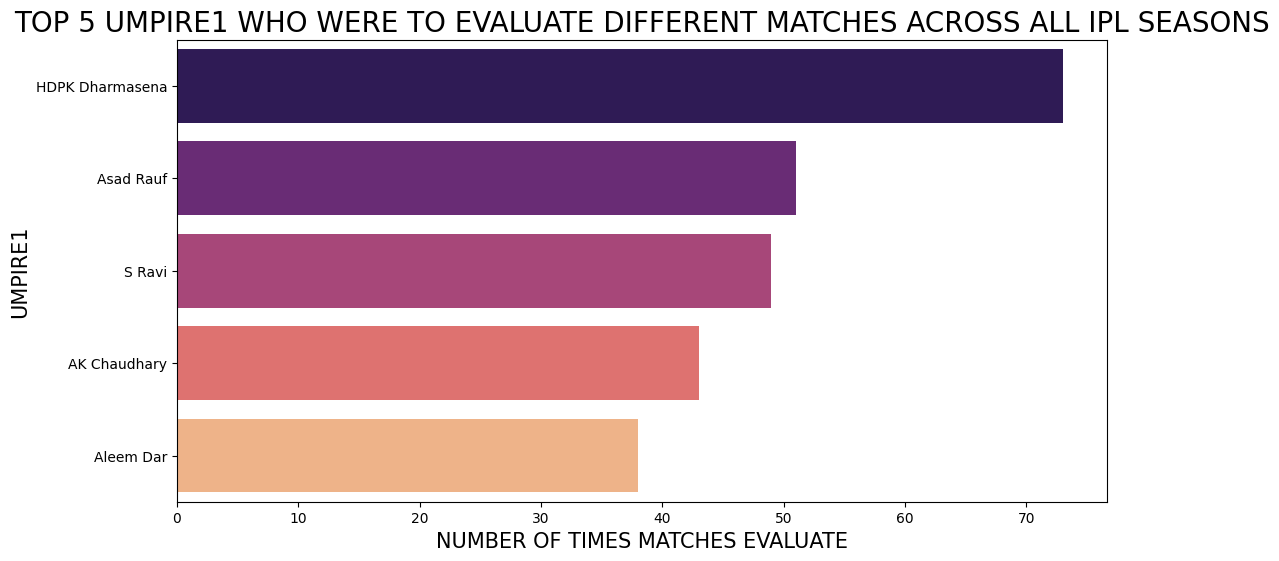 TOP 5 UMPIRE1 WHO WERE TO EVALUATE DIFFERENT MATCHES ACROSS ALL IPL SEASONS
UMPIRE1
HDPK Dharmasena
Asad Rauf
S Ravi
AK Chaudhary
Aleem Dar
0 10 20 30 40 50 60 70
NUMBER OF TIMES MATCHES EVALUATE